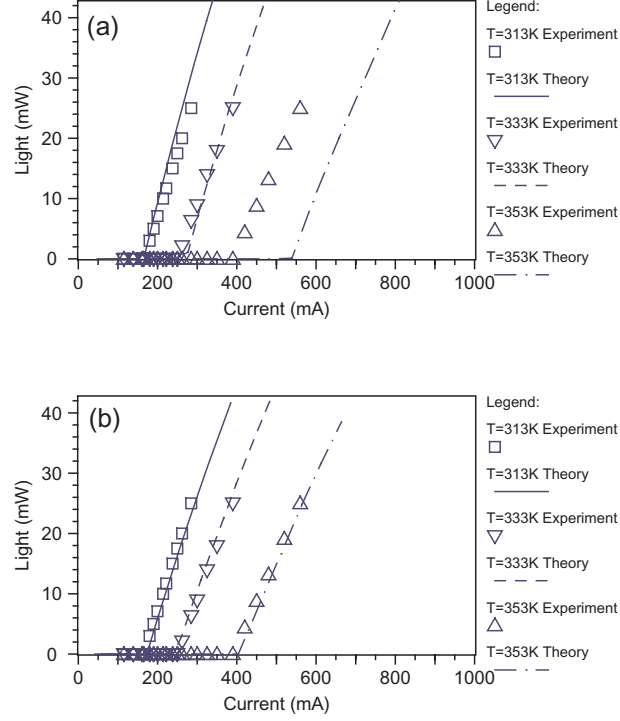 (a)
Light (mW)
40
30
20
10
0
0 200 400 600 800 1000
Current (mA)
Legend:
T=313K Experiment
T=313K Theory
T=333K Experiment
T=333K Theory
T=353K Experiment
T=353K Theory
(b)
Light (mW)
40
30
20
10
0
0 200 400 600 800 1000
Current (mA)
Legend:
T=313K Experiment
T=313K Theory
T=333K Experiment
T=333K Theory
T=353K Experiment
T=353K Theory